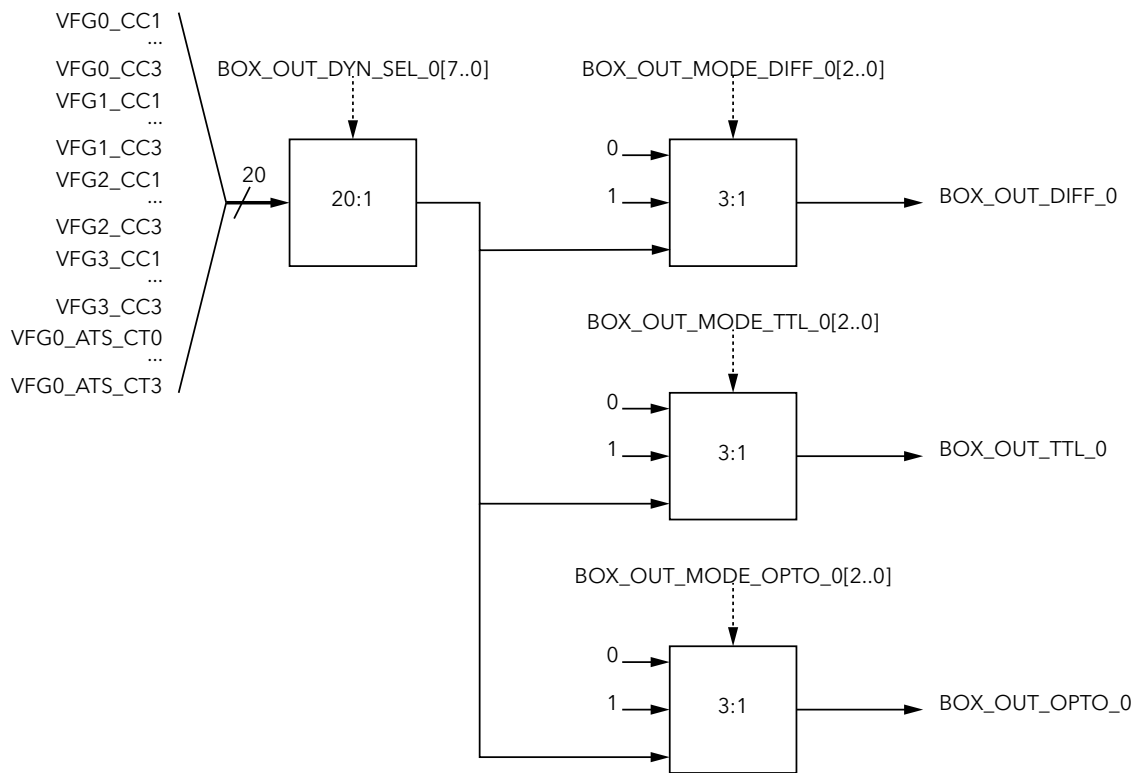 VFG0_CC1
...
VFG0_CC3
VFG1_CC1
...
VFG1_CC3
VFG2_CC1
...
VFG2_CC3
VFG3_CC1
...
VFG3_CC3
VFG0_ATS_CT0
...
VFG0_ATS_CT3
20
BOX_OUT_DYN_SEL_0[7..0]
20:1
BOX_OUT_MODE_DIFF_0[2..0]
0
1
3:1
BOX_OUT_DIFF_0
BOX_OUT_MODE_TTL_0[2..0]
0
1
3:1
BOX_OUT_TTL_0
BOX_OUT_MODE_OPTO_0[2..0]
0
1
3:1
BOX_OUT_OPTO_0